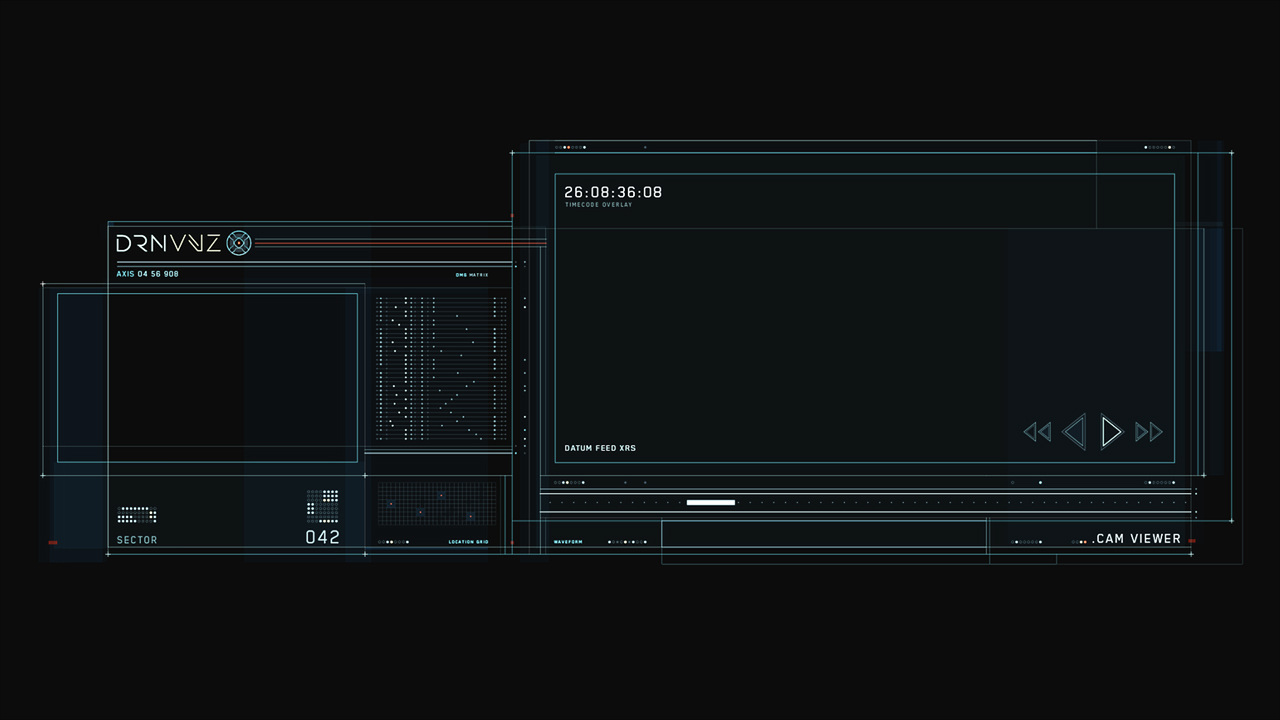 26:08:36:08
TIMECODE OVERLAY
DRNVNZ
AXIS 04 56 908
DMG MATRIX
DATUM FEED XRS
SECTOR
042
LOCATION GRID
WAVEFORM
.CAM VIEWER